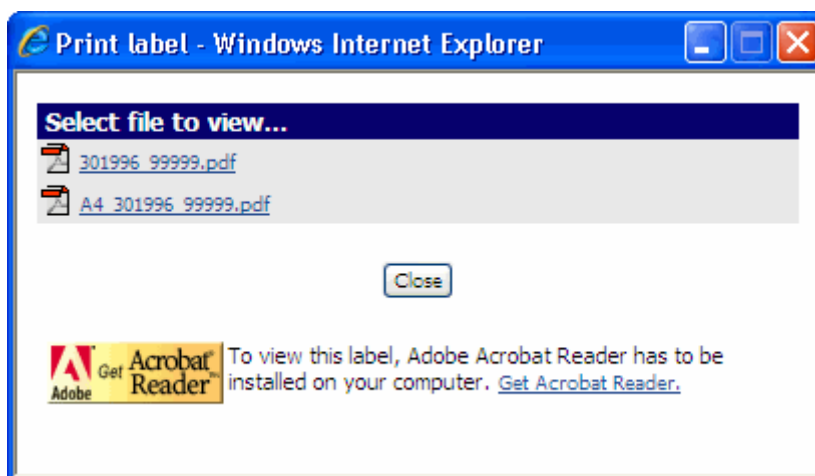 Print label - Windows Internet Explorer
Select file to view...
301996_99999.pdf
A4_301996_99999.pdf
Close
Adobe
Get Acrobat®
Reader™
To view this label, Adobe Acrobat Reader has to be
installed on your computer. Get Acrobat Reader.